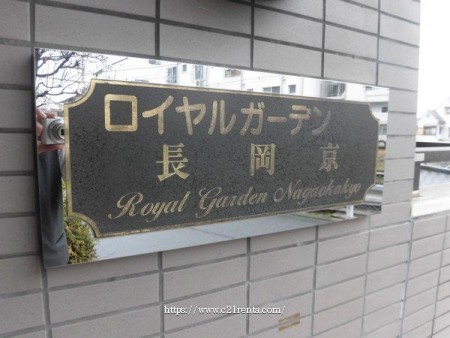 ロイヤルガーデン
長岡京
Royal Garden Nagaokakyo
https://www.c21renta.com/